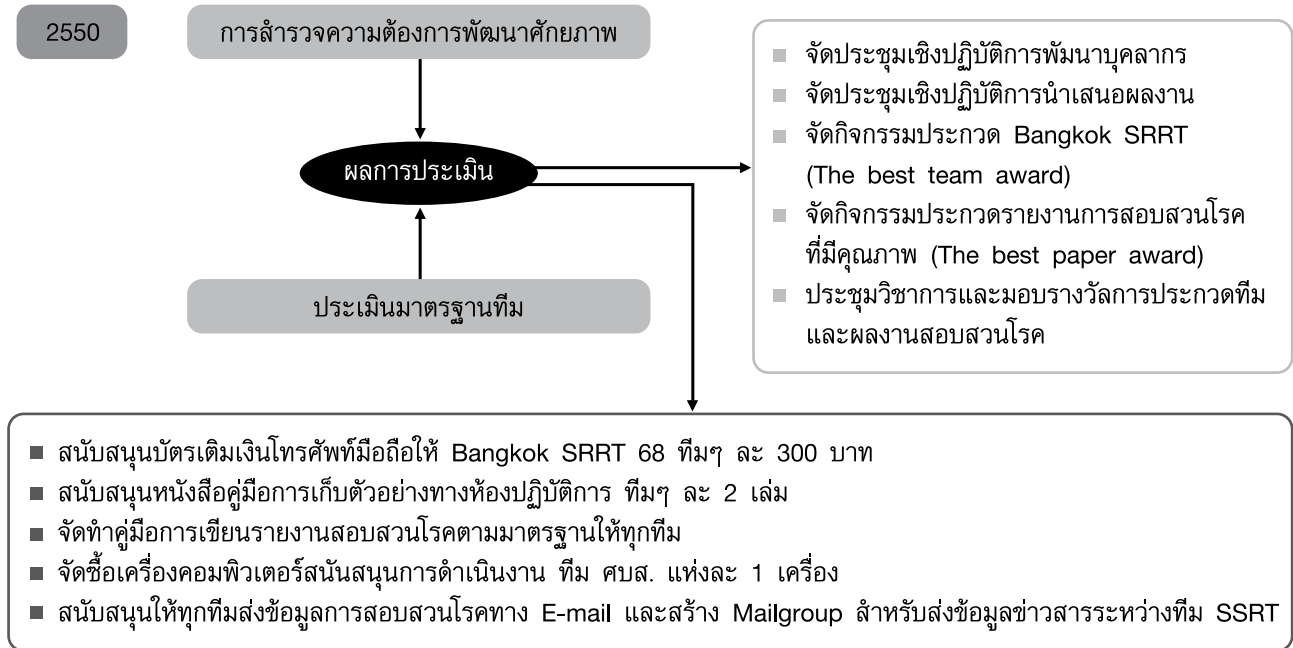 2550
การสำรวจความต้องการพัฒนาศักยภาพ
ผลการประเมิน
ประเมินมาตรฐานทีม
จัดประชุมเชิงปฏิบัติการพัมนาบุคลากร
จัดประชุมเชิงปฏิบัติการนำเสนอผลงาน
จัดกิจกรรมประกวด Bangkok SRRT
(The best team award)
จัดกิจกรรมประกวดรายงานการสอบสวนโรค
ที่มีคุณภาพ (The best paper award)
ประชุมวิชาการและมอบรางวัลการประกวดทีม
และผลงานสอบสวนโรค
สนับสนุนบัตรเติมเงินโทรศัพท์มือถือให้ Bangkok SRRT 68 ทีมๆ ละ 300 บาท
สนับสนุนหนังสือคู่มือการเก็บตัวอย่างทางห้องปฏิบัติการ ทีมๆ ละ 2 เล่ม
จัดทำคู่มือการเขียนรายงานสอบสวนโรคตามมาตรฐานให้ทุกทีม
จัดซื้อเครื่องคอมพิวเตอร์สนันสนุนการดำเนินงาน ทีม ศบส. แห่งละ 1 เครื่อง
สนับสนุนให้ทุกทีมส่งข้อมูลการสอบสวนโรคทาง E-mail และสร้าง Mailgroup สำหรับส่งข้อมูลข่าวสารระหว่างทีม SSRT